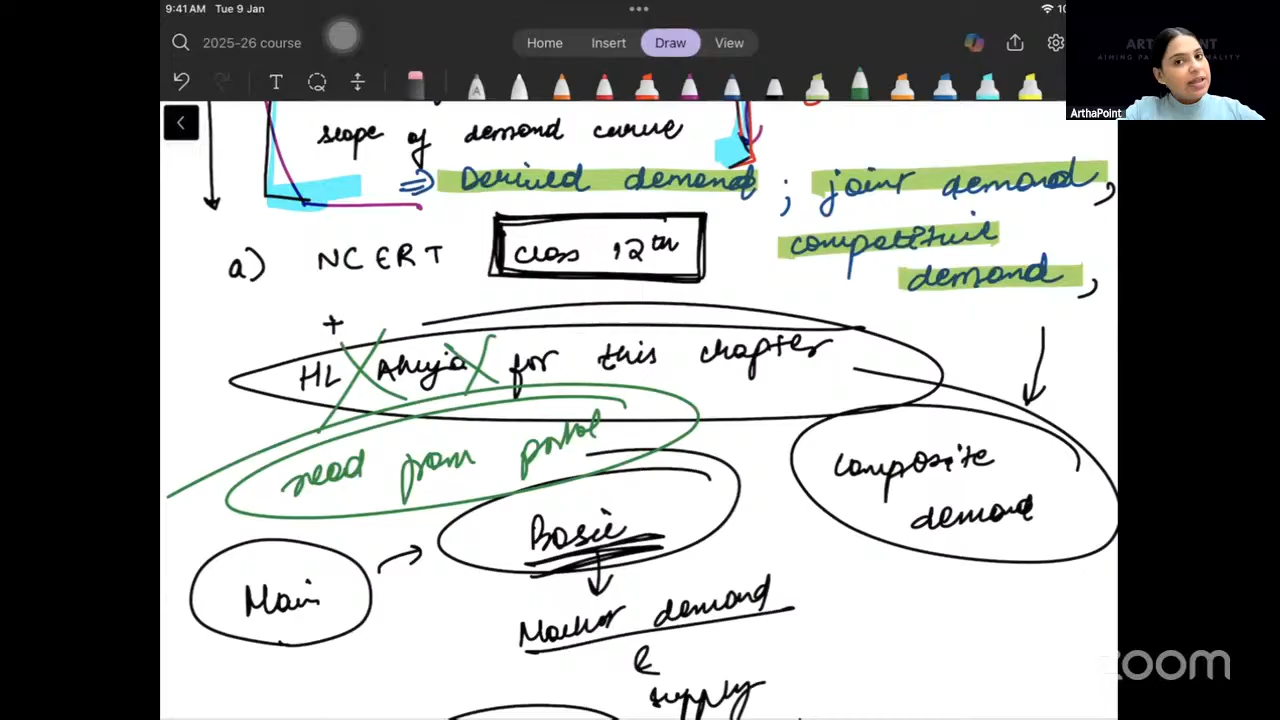 9:41 AM Tue 9 Jan
2025-26 course
Home Insert Draw View
ArthaPoint
slope of demand curve
⇒ Derived demand ; joint demand,
competitive
demand,
a) NCERT class 12th
+
HL Ahuja for this chapter
read from portal
composite
demand
Basic
Main
Market demand
&
supply
zoom